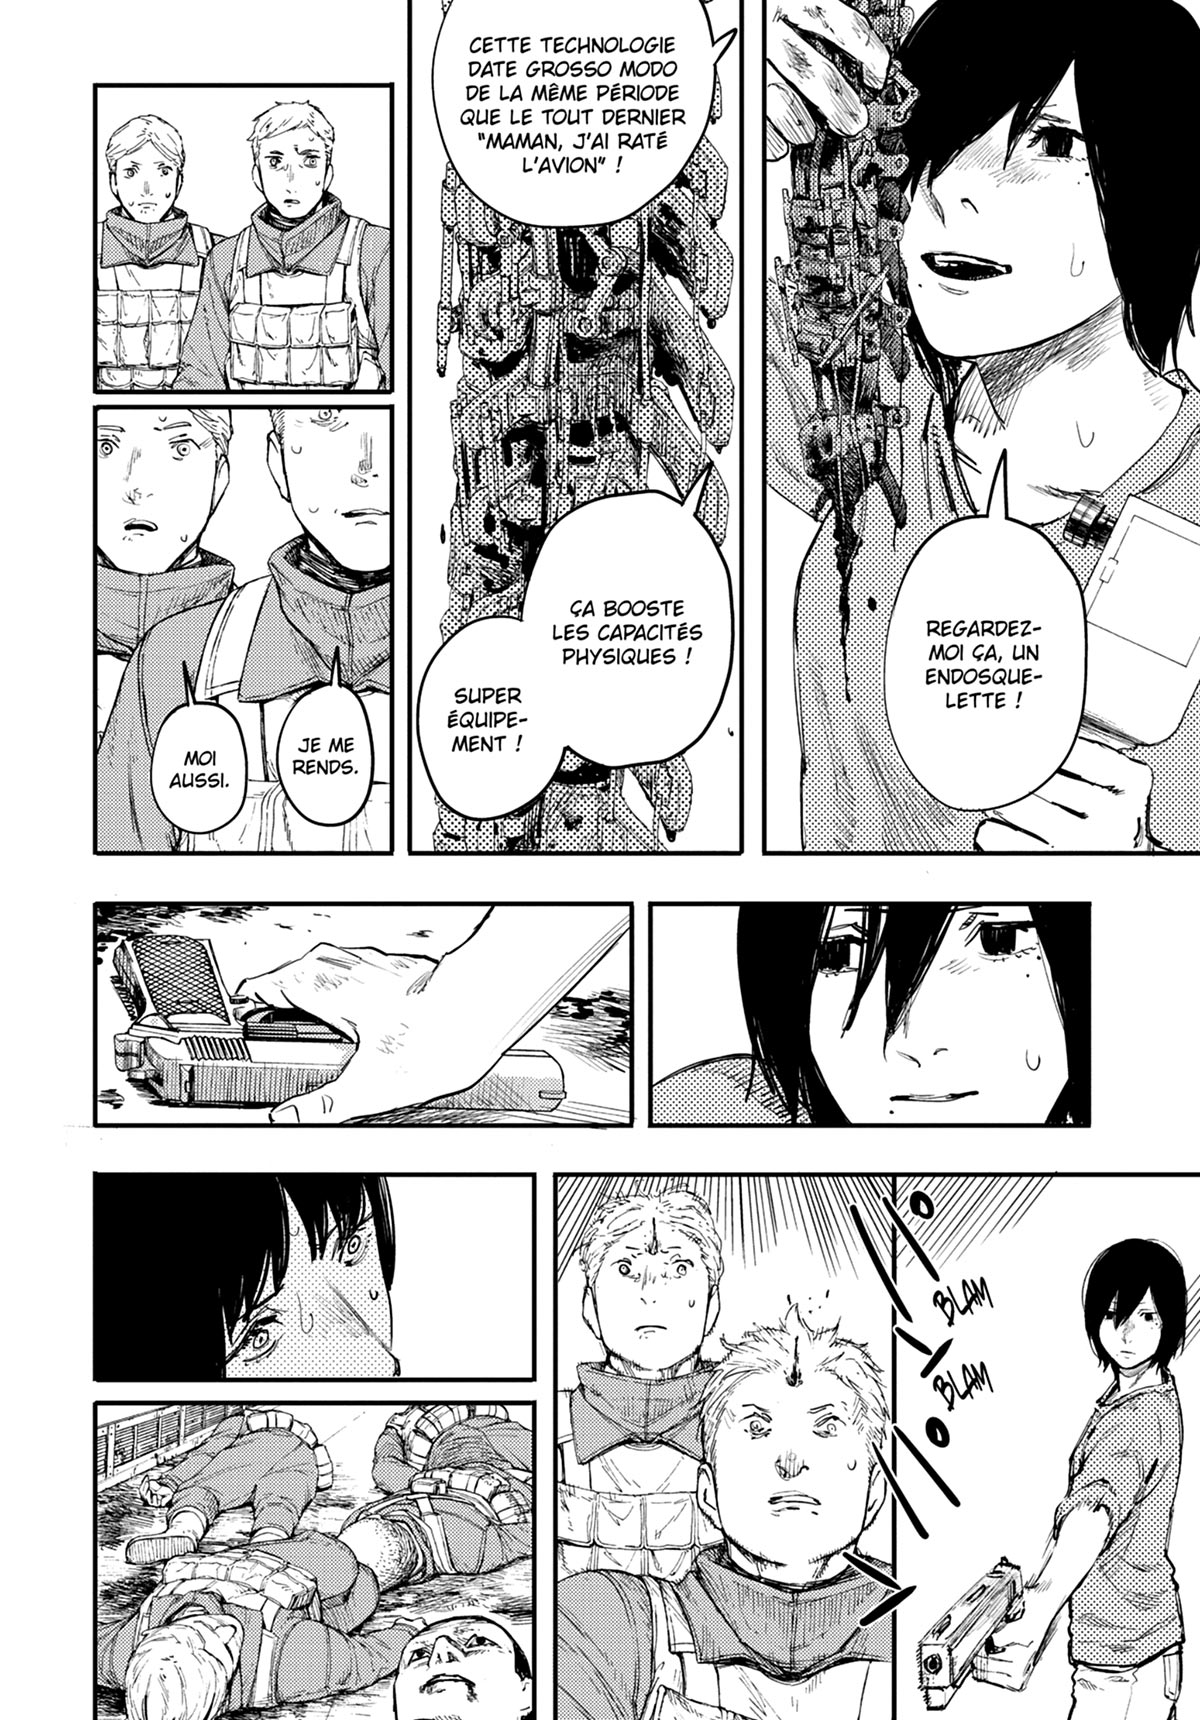 REGARDEZ-
MOI ÇA, UN
ENDOSQUE-
LETTE !
CETTE TECHNOLOGIE
DATE GROSSO MODO
DE LA MÊME PÉRIODE
QUE LE TOUT DERNIER
"MAMAN, J'AI RATÉ
L'AVION" !
ÇA BOOSTE
LES CAPACITÉS
PHYSIQUES !
SUPER
ÉQUIPE-
MENT !
JE ME
RENDS.
MOI
AUSSI.
BLAM
BLAM